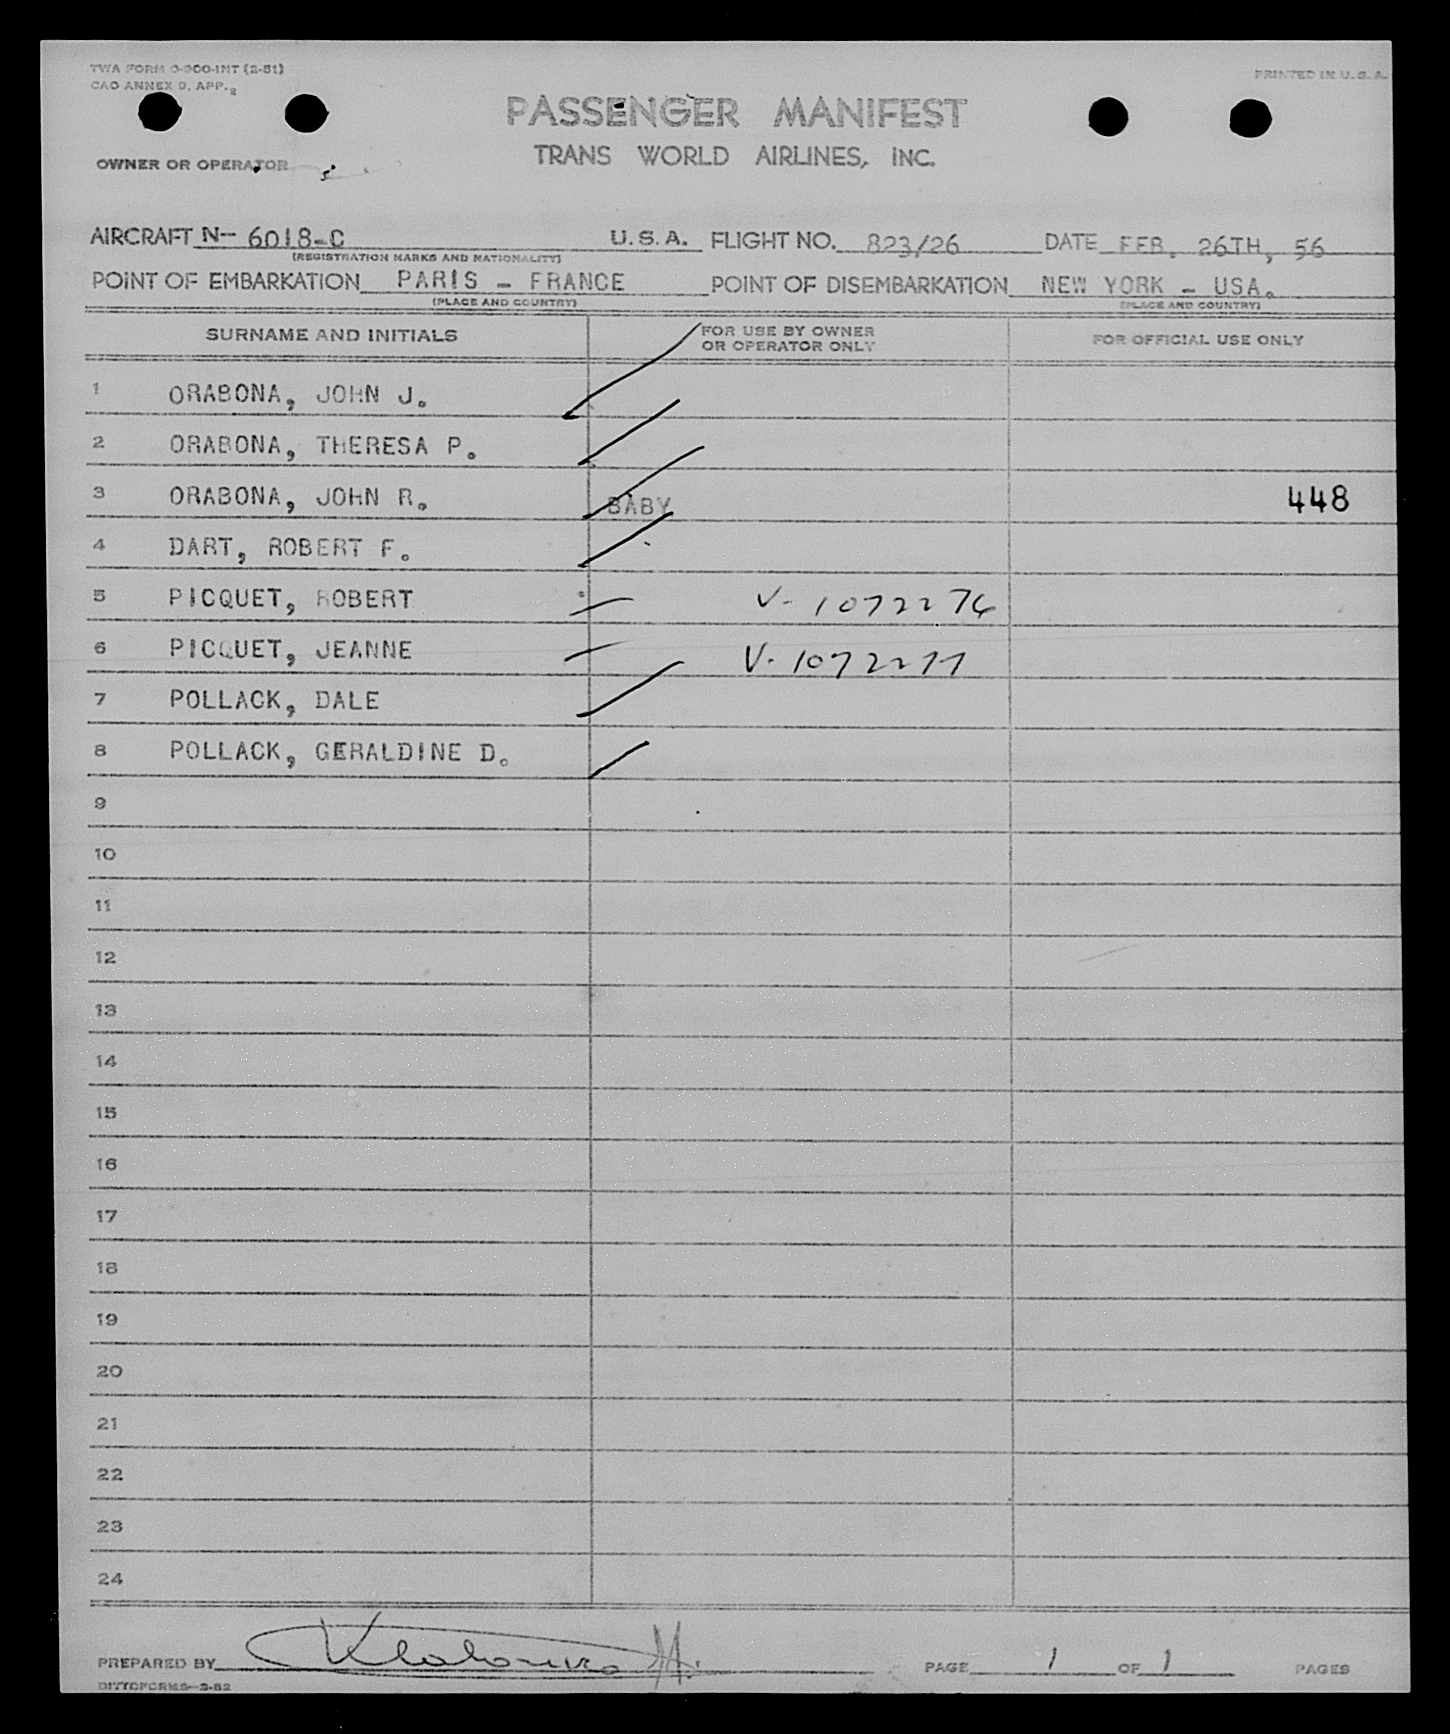 TWA FORM O-900-INT (2-51)
PRINTED IN U. S. A.
CAO ANNEX 9, APP. 2
PASSENGER MANIFEST
OWNER OR OPERATOR
TRANS WORLD AIRLINES, INC.
AIRCRAFT N-- 6018-C U. S. A. FLIGHT NO. 823/26 DATE FEB. 26TH, 56
(REGISTRATION MARKS AND NATIONALITY)
POINT OF EMBARKATION PARIS - FRANCE POINT OF DISEMBARKATION NEW YORK - USA.
(PLACE AND COUNTRY) (PLACE AND COUNTRY)
SURNAME AND INITIALS FOR USE BY OWNER OR OPERATOR ONLY FOR OFFICIAL USE ONLY
1 ORABONA, JOHN J.
2 ORABONA, THERESA P.
3 ORABONA, JOHN R. BABY 448
4 DART, ROBERT F.
5 PICQUET, ROBERT V-1072276
6 PICQUET, JEANNE V-1072277
7 POLLACK, DALE
8 POLLACK, GERALDINE D.
9
10
11
12
13
14
15
16
17
18
19
20
21
22
23
24
PREPARED BY PAGE 1 OF 1 PAGES
DITTOFORMS-3-52